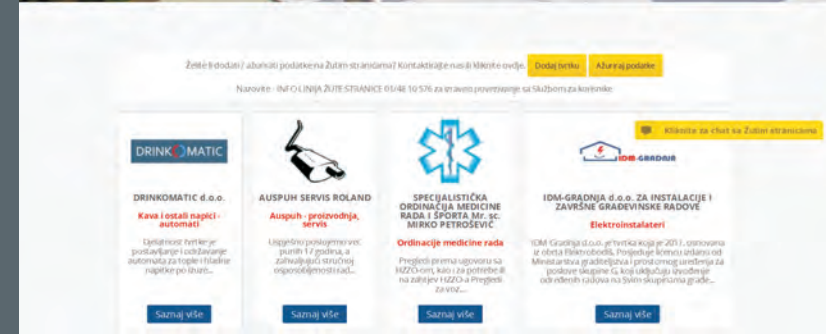 Želite li dodati / ažurirati podatke na Žutim stranicama? Kontaktirajte nas ili kliknite ovdje. Dodaj tvrtku Ažuriraj podatke
Nazovite - INFO LINIJA ŽUTE STRANICE 01/48 10 576 za izravno povezivanje sa Službom za korisnike
Kliknite za chat sa Žutim stranicama
DRINKOMATIC
DRINKOMATIC d.o.o.
Kava i ostali napici -
automati
Djelatnost tvrtke je
postavljanje i održavanje
automata za tople i hladne
napitke po izuze...
Saznaj više
AUSPUH SERVIS ROLAND
Auspuh - proizvodnja,
servis
Uspješno poslujemo već
punih 17 godina, a
zahvaljujući stručnoj
osposobljenosti rad...
Saznaj više
SPECIJALISTIČKA
ORDINACIJA MEDICINE
RADA I ŠPORTA Mr. sc.
MIRKO PETROŠEVIĆ
Ordinacije medicine rada
Pregledi prema ugovoru sa
HZZO-om, kao i za potrebe ili
na zahtjev HZZO-a Pregledi
za voz...
Saznaj više
IDM-GRADNJA
IDM-GRADNJA d.o.o. ZA INSTALACIJE I
ZAVRŠNE GRAĐEVINSKE RADOVE
Elektroinstalateri
IDM-Gradnja d.o.o. je tvrtka koja je 2011. osnovana
iz obrta Elektrobediš. Posjeduje licencu izdanu od
Ministarstva graditeljstva i prostornog uređenja za
poslove skupine G, koji uključuju izvođenje
određenih radova na svim skupinama građe...
Saznaj više